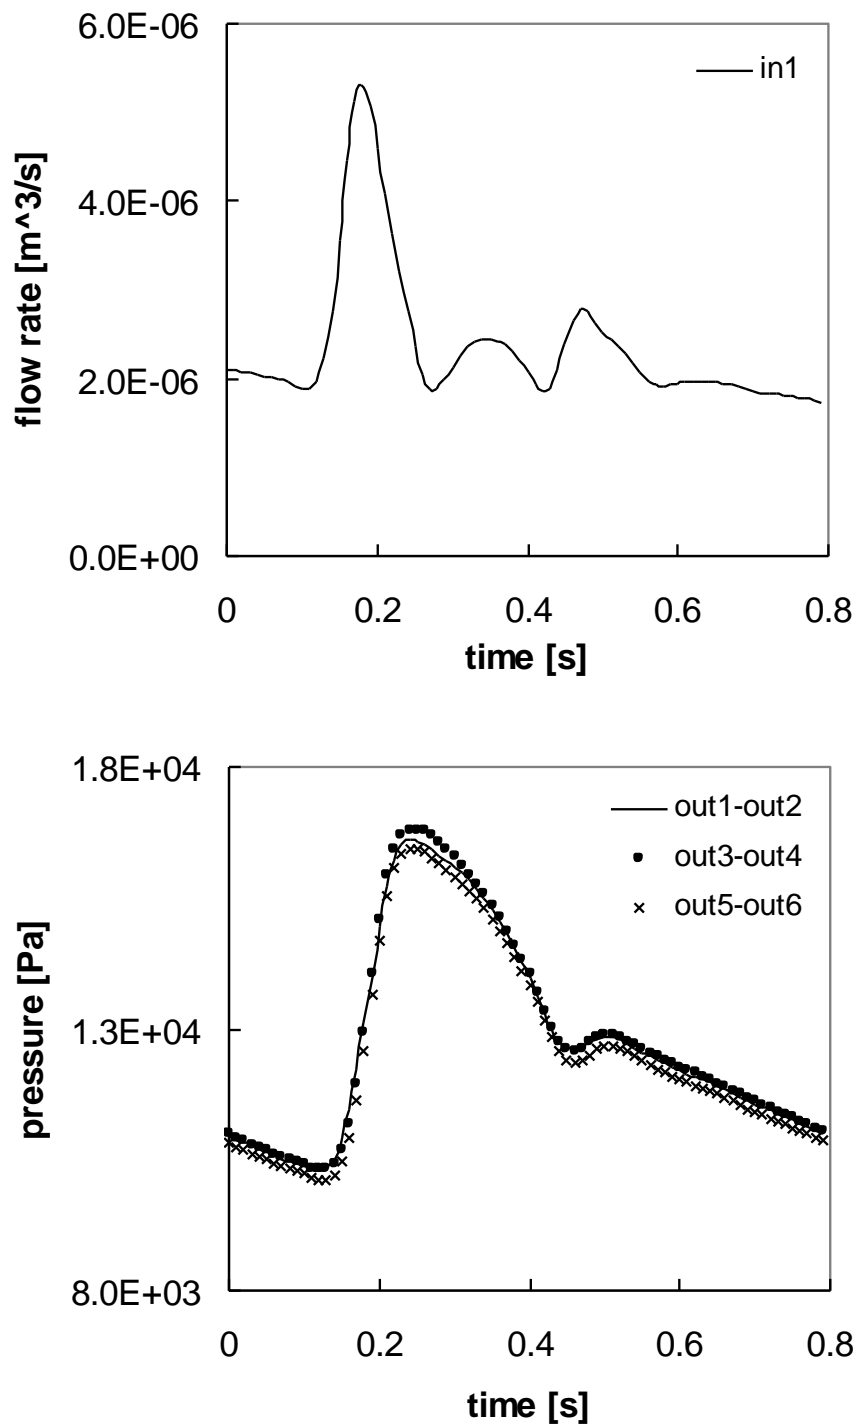 6.0E-06
in1
4.0E-06
flow rate [m^3/s]
2.0E-06
0.0E+00
0 0.2 0.4 0.6 0.8
time [s]
1.8E+04
out1-out2
out3-out4
out5-out6
pressure [Pa]
1.3E+04
8.0E+03
0 0.2 0.4 0.6 0.8
time [s]